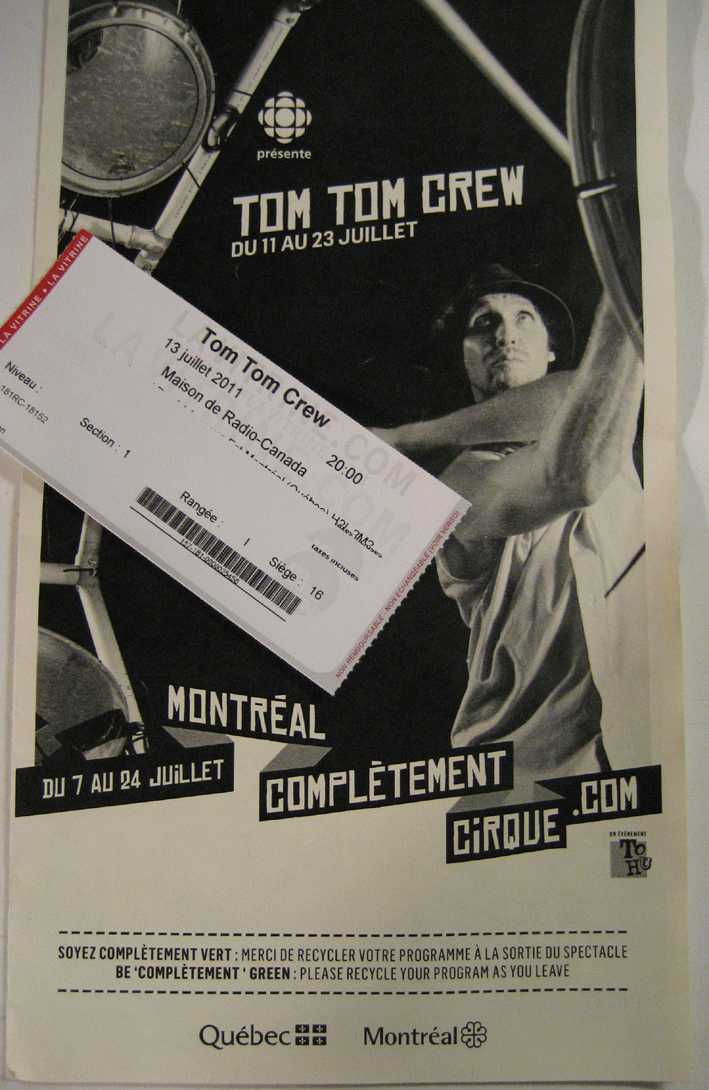 présente
TOM TOM CREW
DU 11 AU 23 JUILLET
LA VITRINE • LA VITRINE
Tom Tom Crew
13 juillet 2011 20:00
Maison de Radio-Canada
Niveau :
181RC-18152
Section : 1
taxes incluses
Rangée : I Siège : 16
NON REMBOURSABLE - NON ÉCHANGEABLE (VOIR VERSO)
MONTRÉAL
DU 7 AU 24 JUiLLET
COMPLÈTEMENT
CiRQUE .COM
UN ÉVÉNEMENT
TOHU
SOYEZ COMPLÈTEMENT VERT : MERCI DE RECYCLER VOTRE PROGRAMME À LA SORTIE DU SPECTACLE
BE 'COMPLÈTEMENT ' GREEN : PLEASE RECYCLE YOUR PROGRAM AS YOU LEAVE
Québec
Montréal